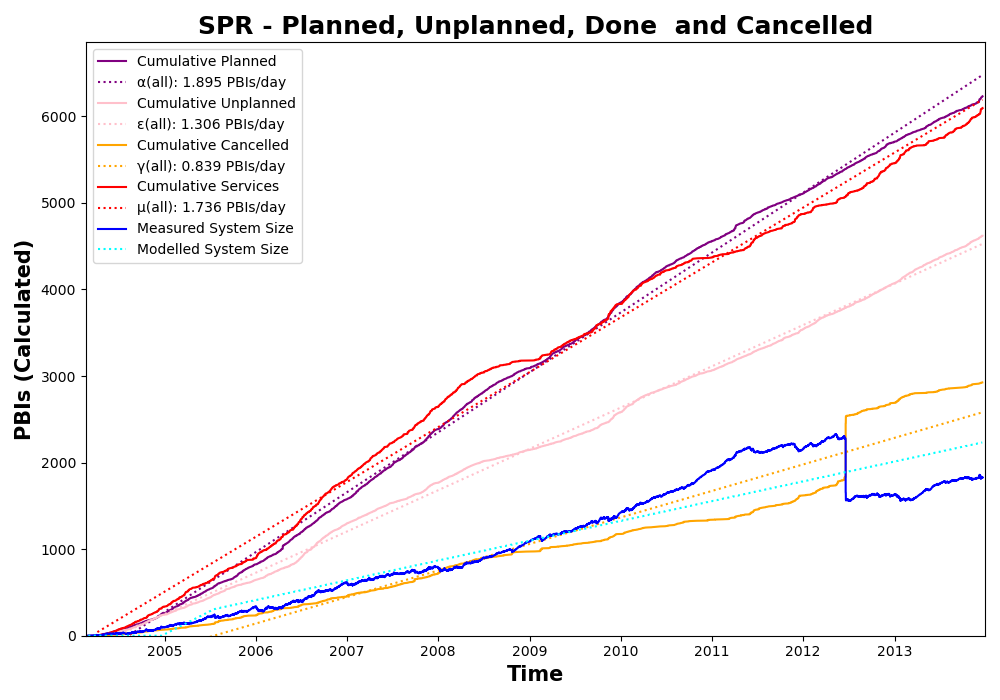 SPR - Planned, Unplanned, Done  and Cancelled
Cumulative Planned
α(all): 1.895 PBIs/day
Cumulative Unplanned
ε(all): 1.306 PBIs/day
Cumulative Cancelled
γ(all): 0.839 PBIs/day
Cumulative Services
μ(all): 1.736 PBIs/day
Measured System Size
Modelled System Size
PBIs (Calculated)
6000
5000
4000
3000
2000
1000
0
2005 2006 2007 2008 2009 2010 2011 2012 2013
Time